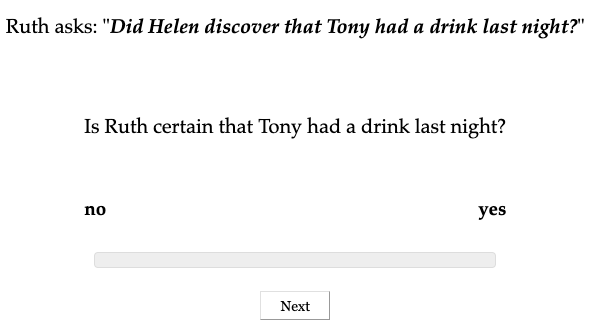 Ruth asks: "Did Helen discover that Tony had a drink last night?"
Is Ruth certain that Tony had a drink last night?
no yes
Next